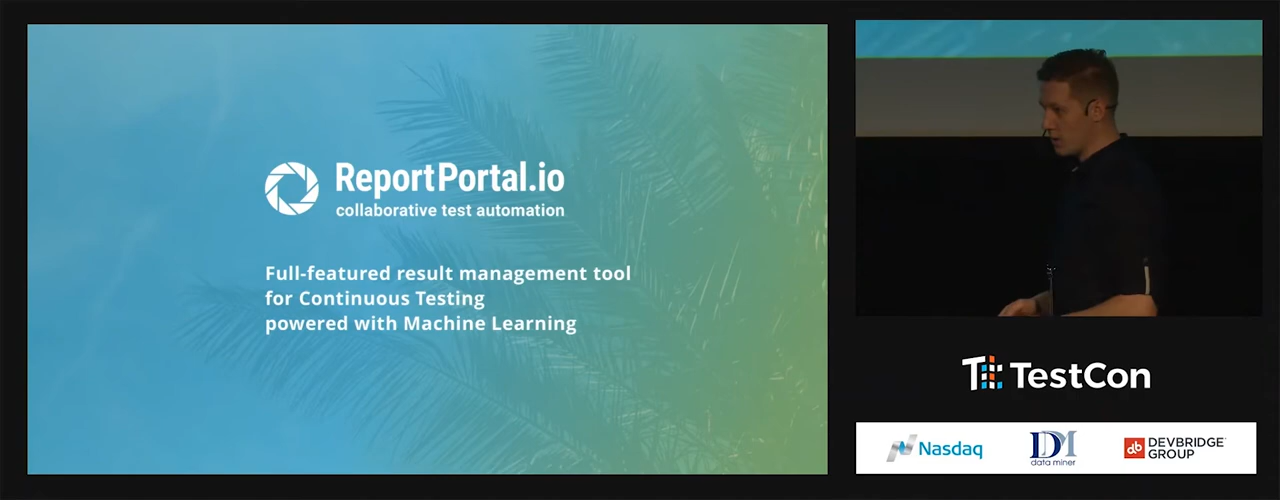 ReportPortal.io
collaborative test automation
Full-featured result management tool
for Continuous Testing
powered with Machine Learning
TestCon
Nasdaq
DM
data miner
db
DEVBRIDGE
GROUP